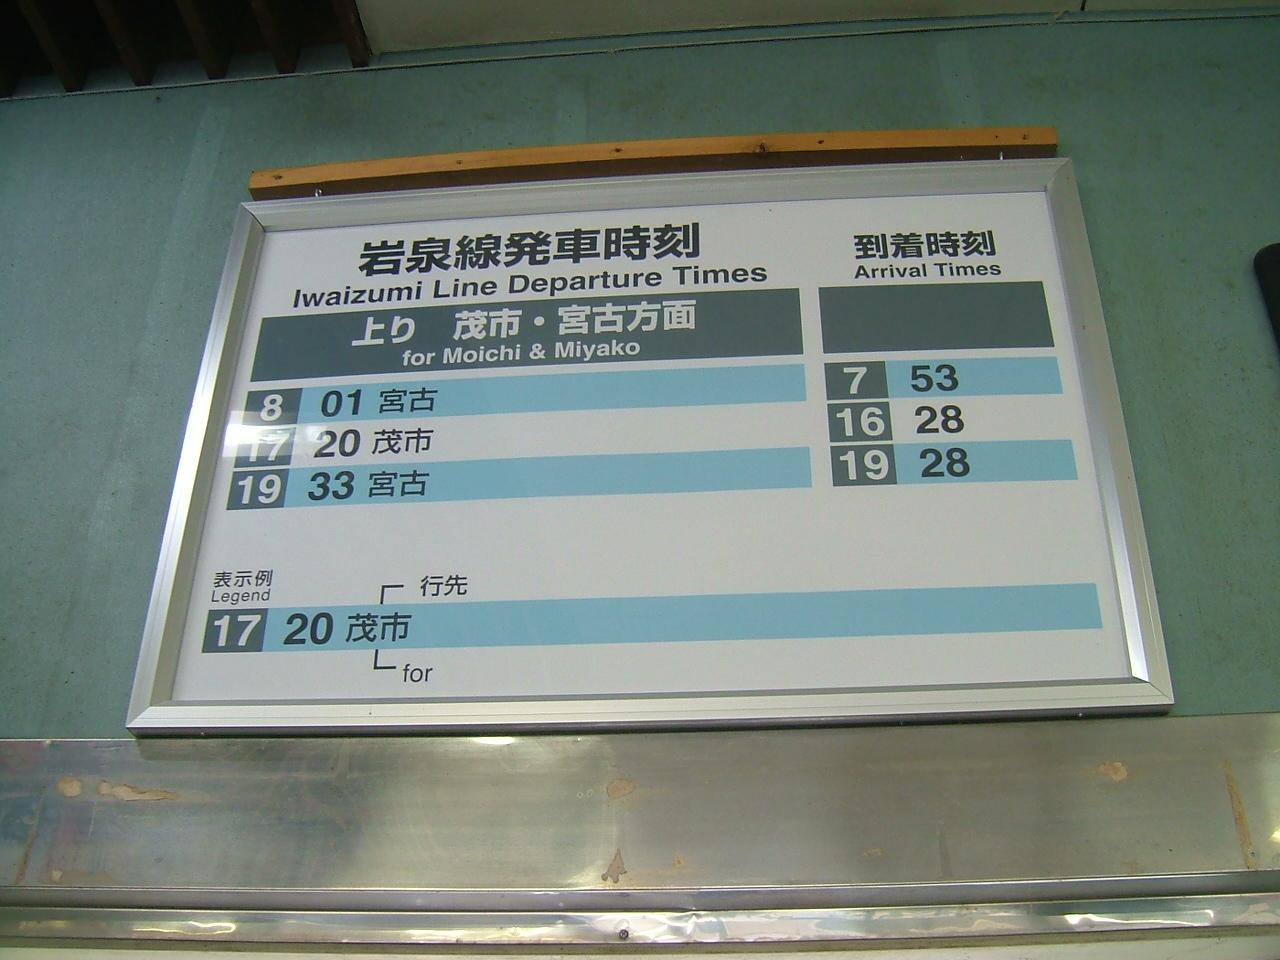 岩泉線発車時刻
Iwaizumi Line Departure Times
上り 茂市・宮古方面
for Moichi & Miyako
8 01 宮古
17 20 茂市
19 33 宮古
到着時刻
Arrival Times
7 53
16 28
19 28
表示例
Legend
行先
17 20 茂市
for